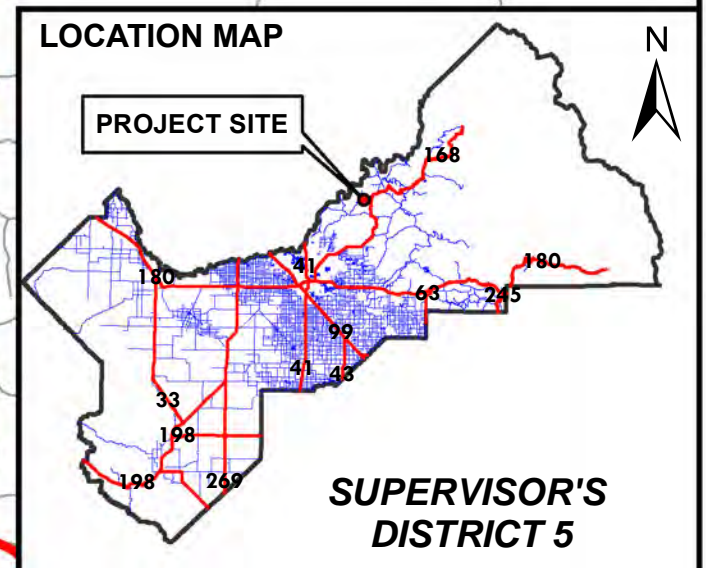 LOCATION MAP
N
PROJECT SITE
168
41
180
180
63
245
99
41
43
33
198
198
269
SUPERVISOR'S
DISTRICT 5